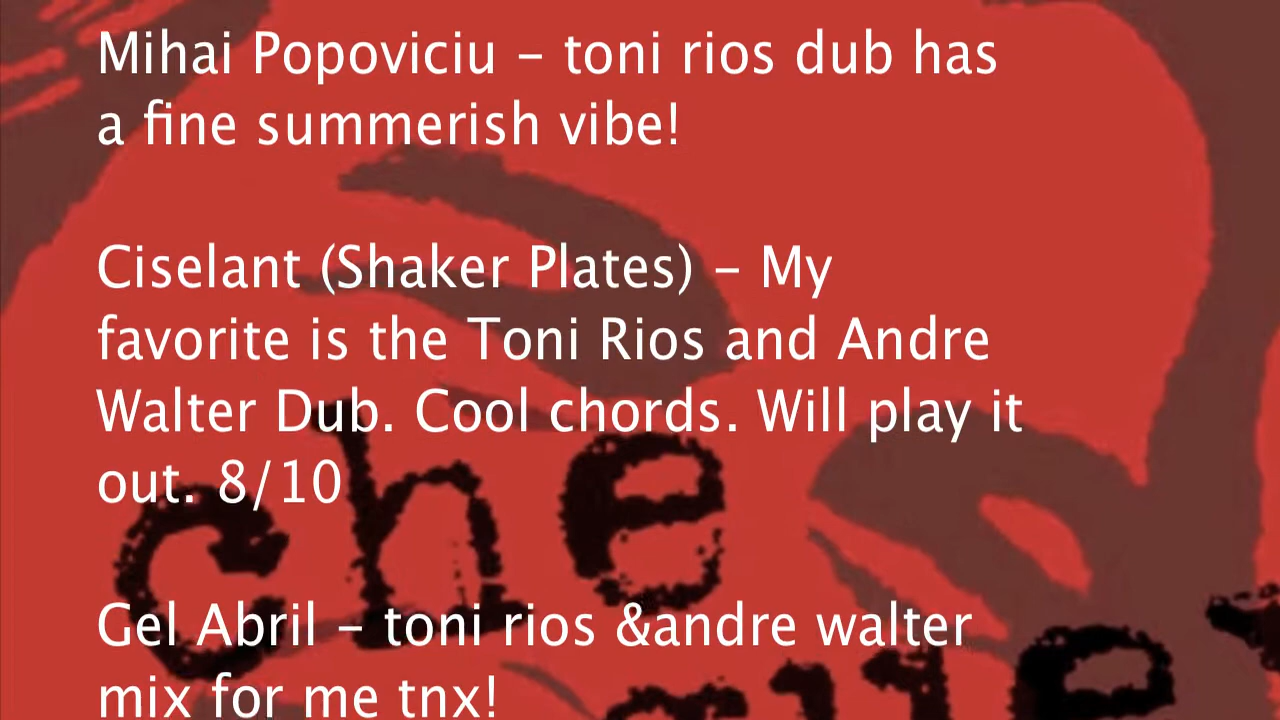 Mihai Popoviciu – toni rios dub has
a fine summerish vibe!
Ciselant (Shaker Plates) – My
favorite is the Toni Rios and Andre
Walter Dub. Cool chords. Will play it
out. 8/10
che
Gel Abril – toni rios &andre walter
mix for me tnx!